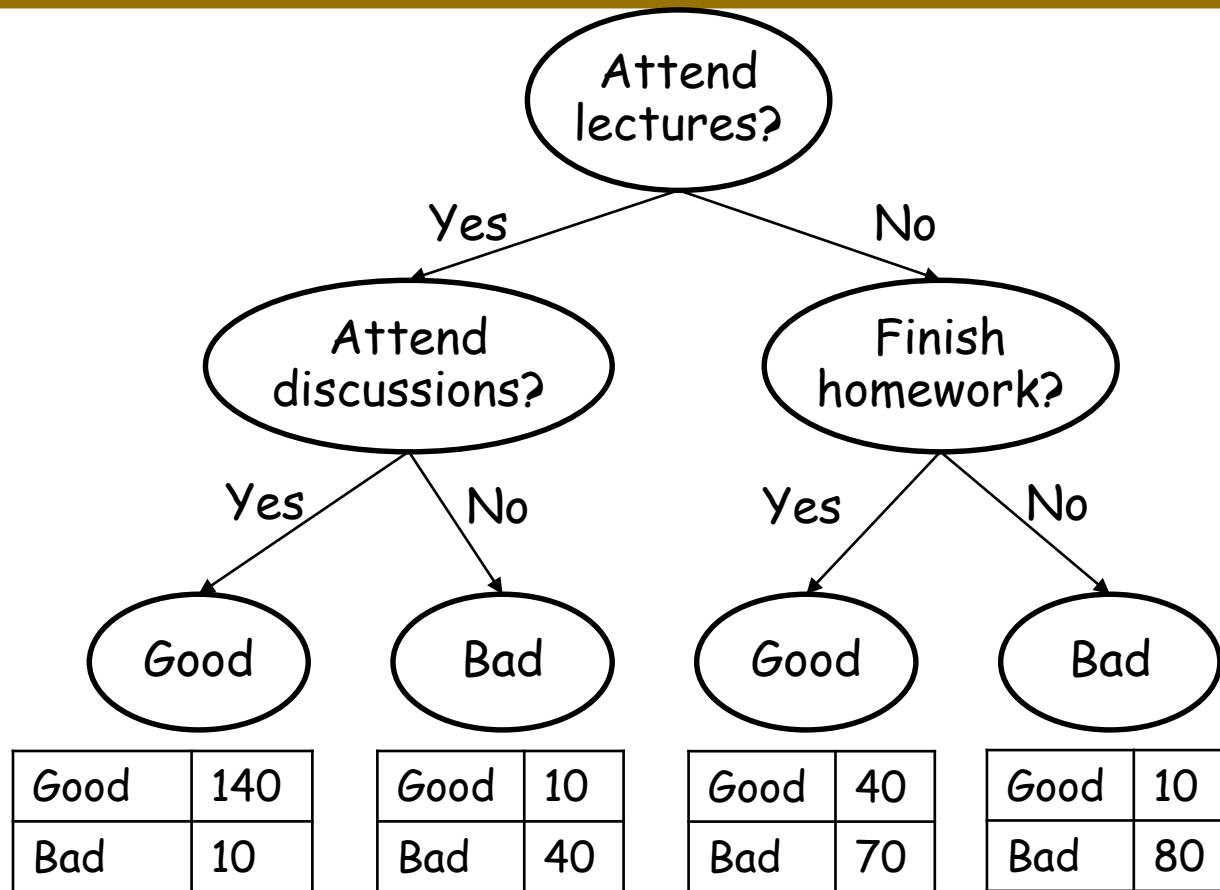 Attend
lectures?
Yes
No
Attend
discussions?
Finish
homework?
Yes
No
Yes
No
Good
Bad
Good
Bad
Good 140
Bad 10
Good 10
Bad 40
Good 40
Bad 70
Good 10
Bad 80